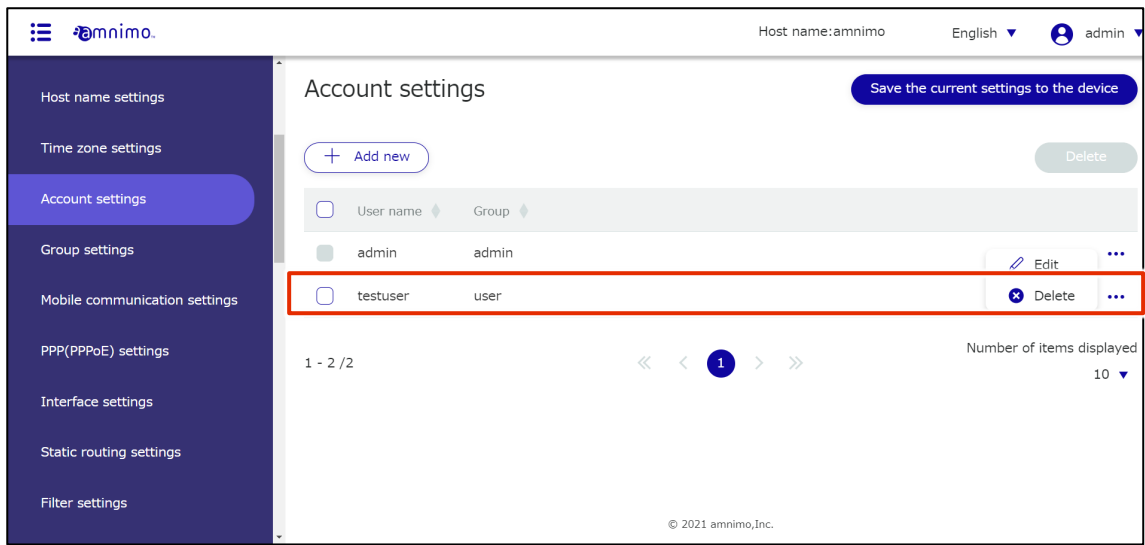 amnimo
Host name:amnimo
English
admin
Host name settings
Time zone settings
Account settings
Group settings
Mobile communication settings
PPP(PPPoE) settings
Interface settings
Static routing settings
Filter settings
Account settings
Save the current settings to the device
+ Add new
Delete
User name Group
admin admin
Edit
testuser user
Delete
1 - 2 /2
« < 1 > »
Number of items displayed
10
© 2021 amnimo,Inc.